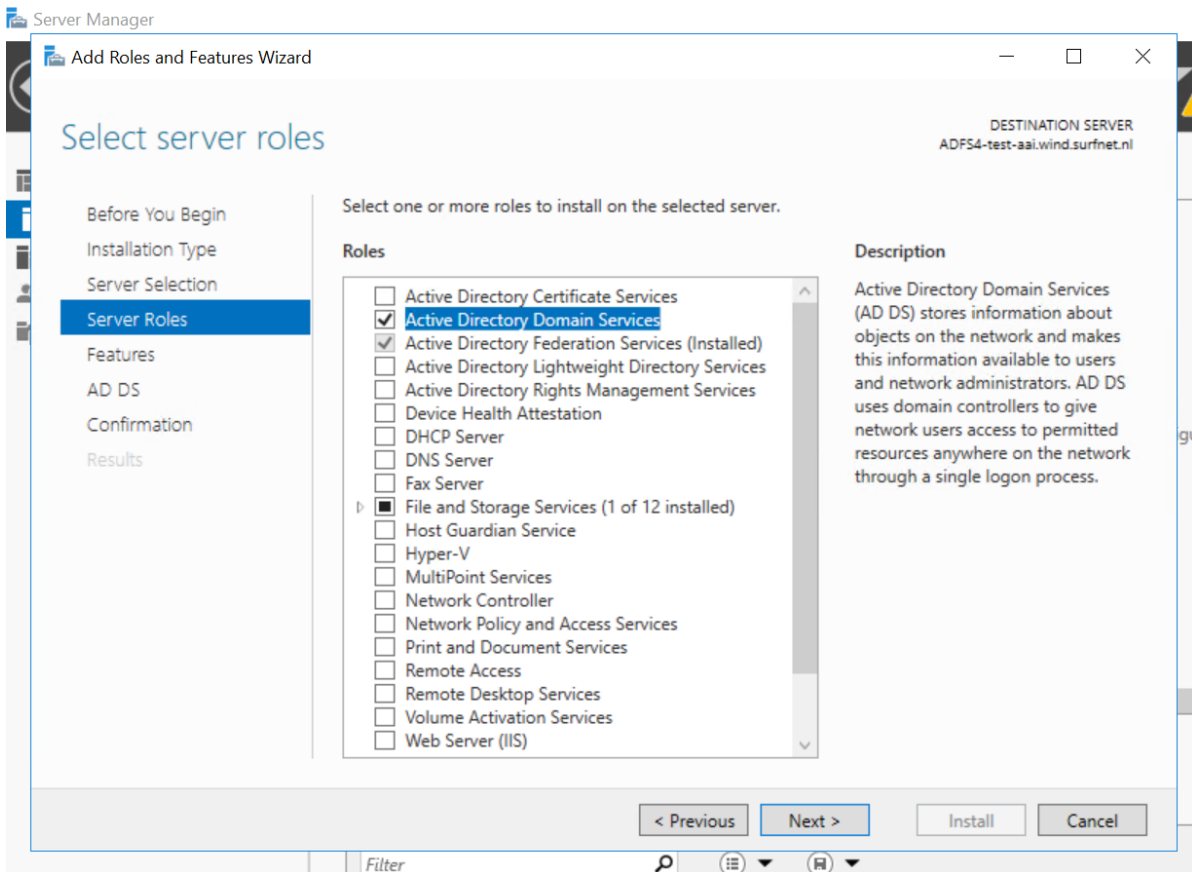 Server Manager
Add Roles and Features Wizard
Select server roles
DESTINATION SERVER
ADFS4-test-aai.wind.surfnet.nl
Before You Begin
Installation Type
Server Selection
Server Roles
Features
AD DS
Confirmation
Results
Select one or more roles to install on the selected server.
Roles
Active Directory Certificate Services
Active Directory Domain Services
Active Directory Federation Services (Installed)
Active Directory Lightweight Directory Services
Active Directory Rights Management Services
Device Health Attestation
DHCP Server
DNS Server
Fax Server
File and Storage Services (1 of 12 installed)
Host Guardian Service
Hyper-V
MultiPoint Services
Network Controller
Network Policy and Access Services
Print and Document Services
Remote Access
Remote Desktop Services
Volume Activation Services
Web Server (IIS)
Description
Active Directory Domain Services
(AD DS) stores information about
objects on the network and makes
this information available to users
and network administrators. AD DS
uses domain controllers to give
network users access to permitted
resources anywhere on the network
through a single logon process.
< Previous
Next >
Install
Cancel
Filter